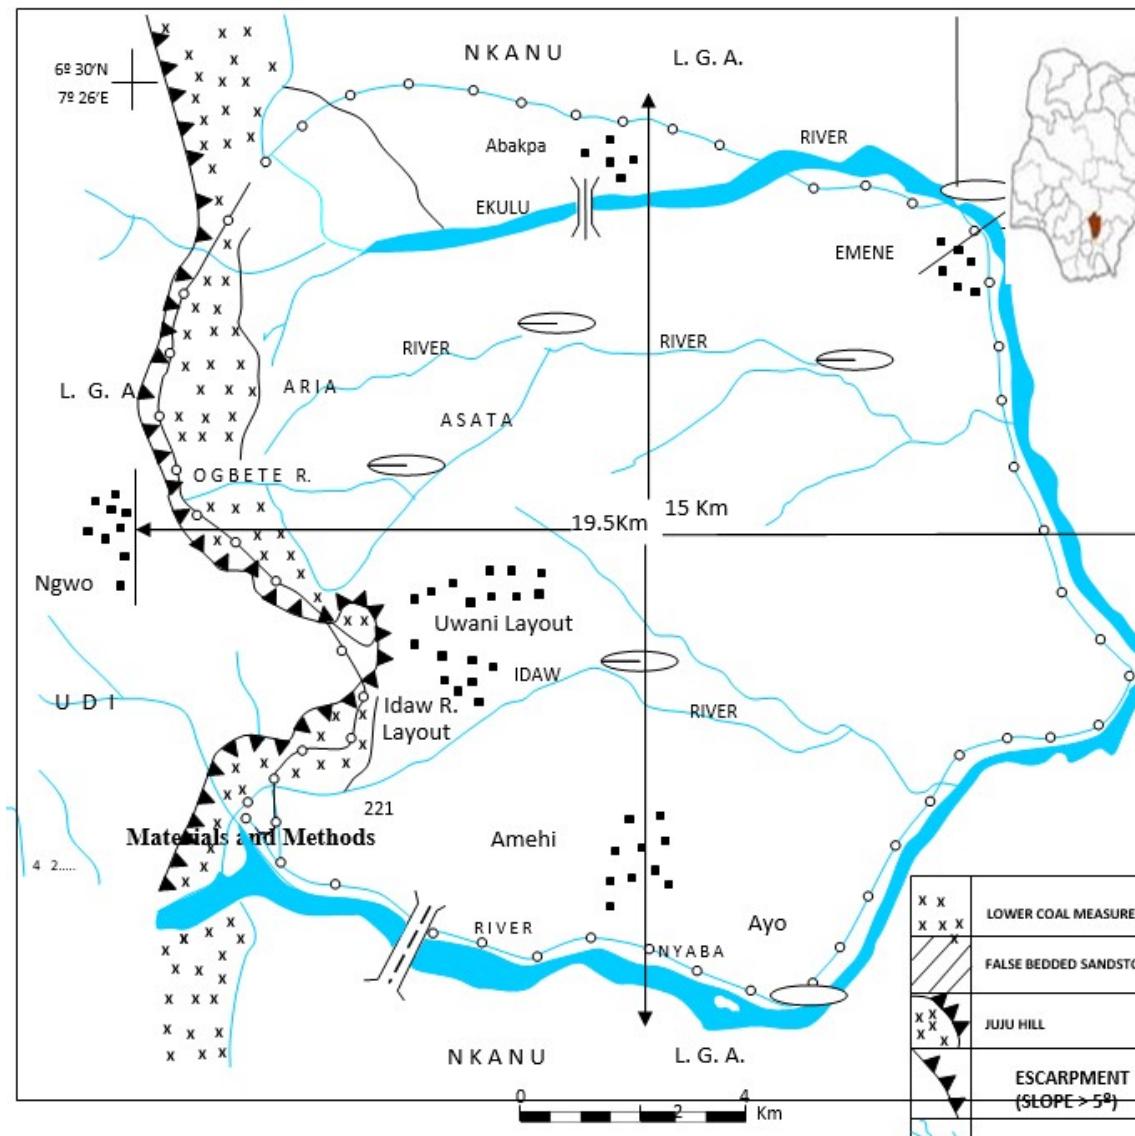 NKANU L. G. A.
6º 30’N
7º 26’E
RIVER
Abakpa
EKULU
EMENE
RIVER
RIVER
L. G. A
ARIA
ASATA
OGBETE R.
15 Km
19.5Km
Ngwo
Uwani Layout
IDAW
UDI
Idaw R.
Layout
RIVER
221
Materials and Methods
Amehi
4 2.....
LOWER COAL MEASURE
Ayo
RIVER
NYABA
FALSE BEDDED SANDSTO
JUJU HILL
NKANU L. G. A.
ESCARPMENT
(SLOPE > 5º)
0 2 4
Km